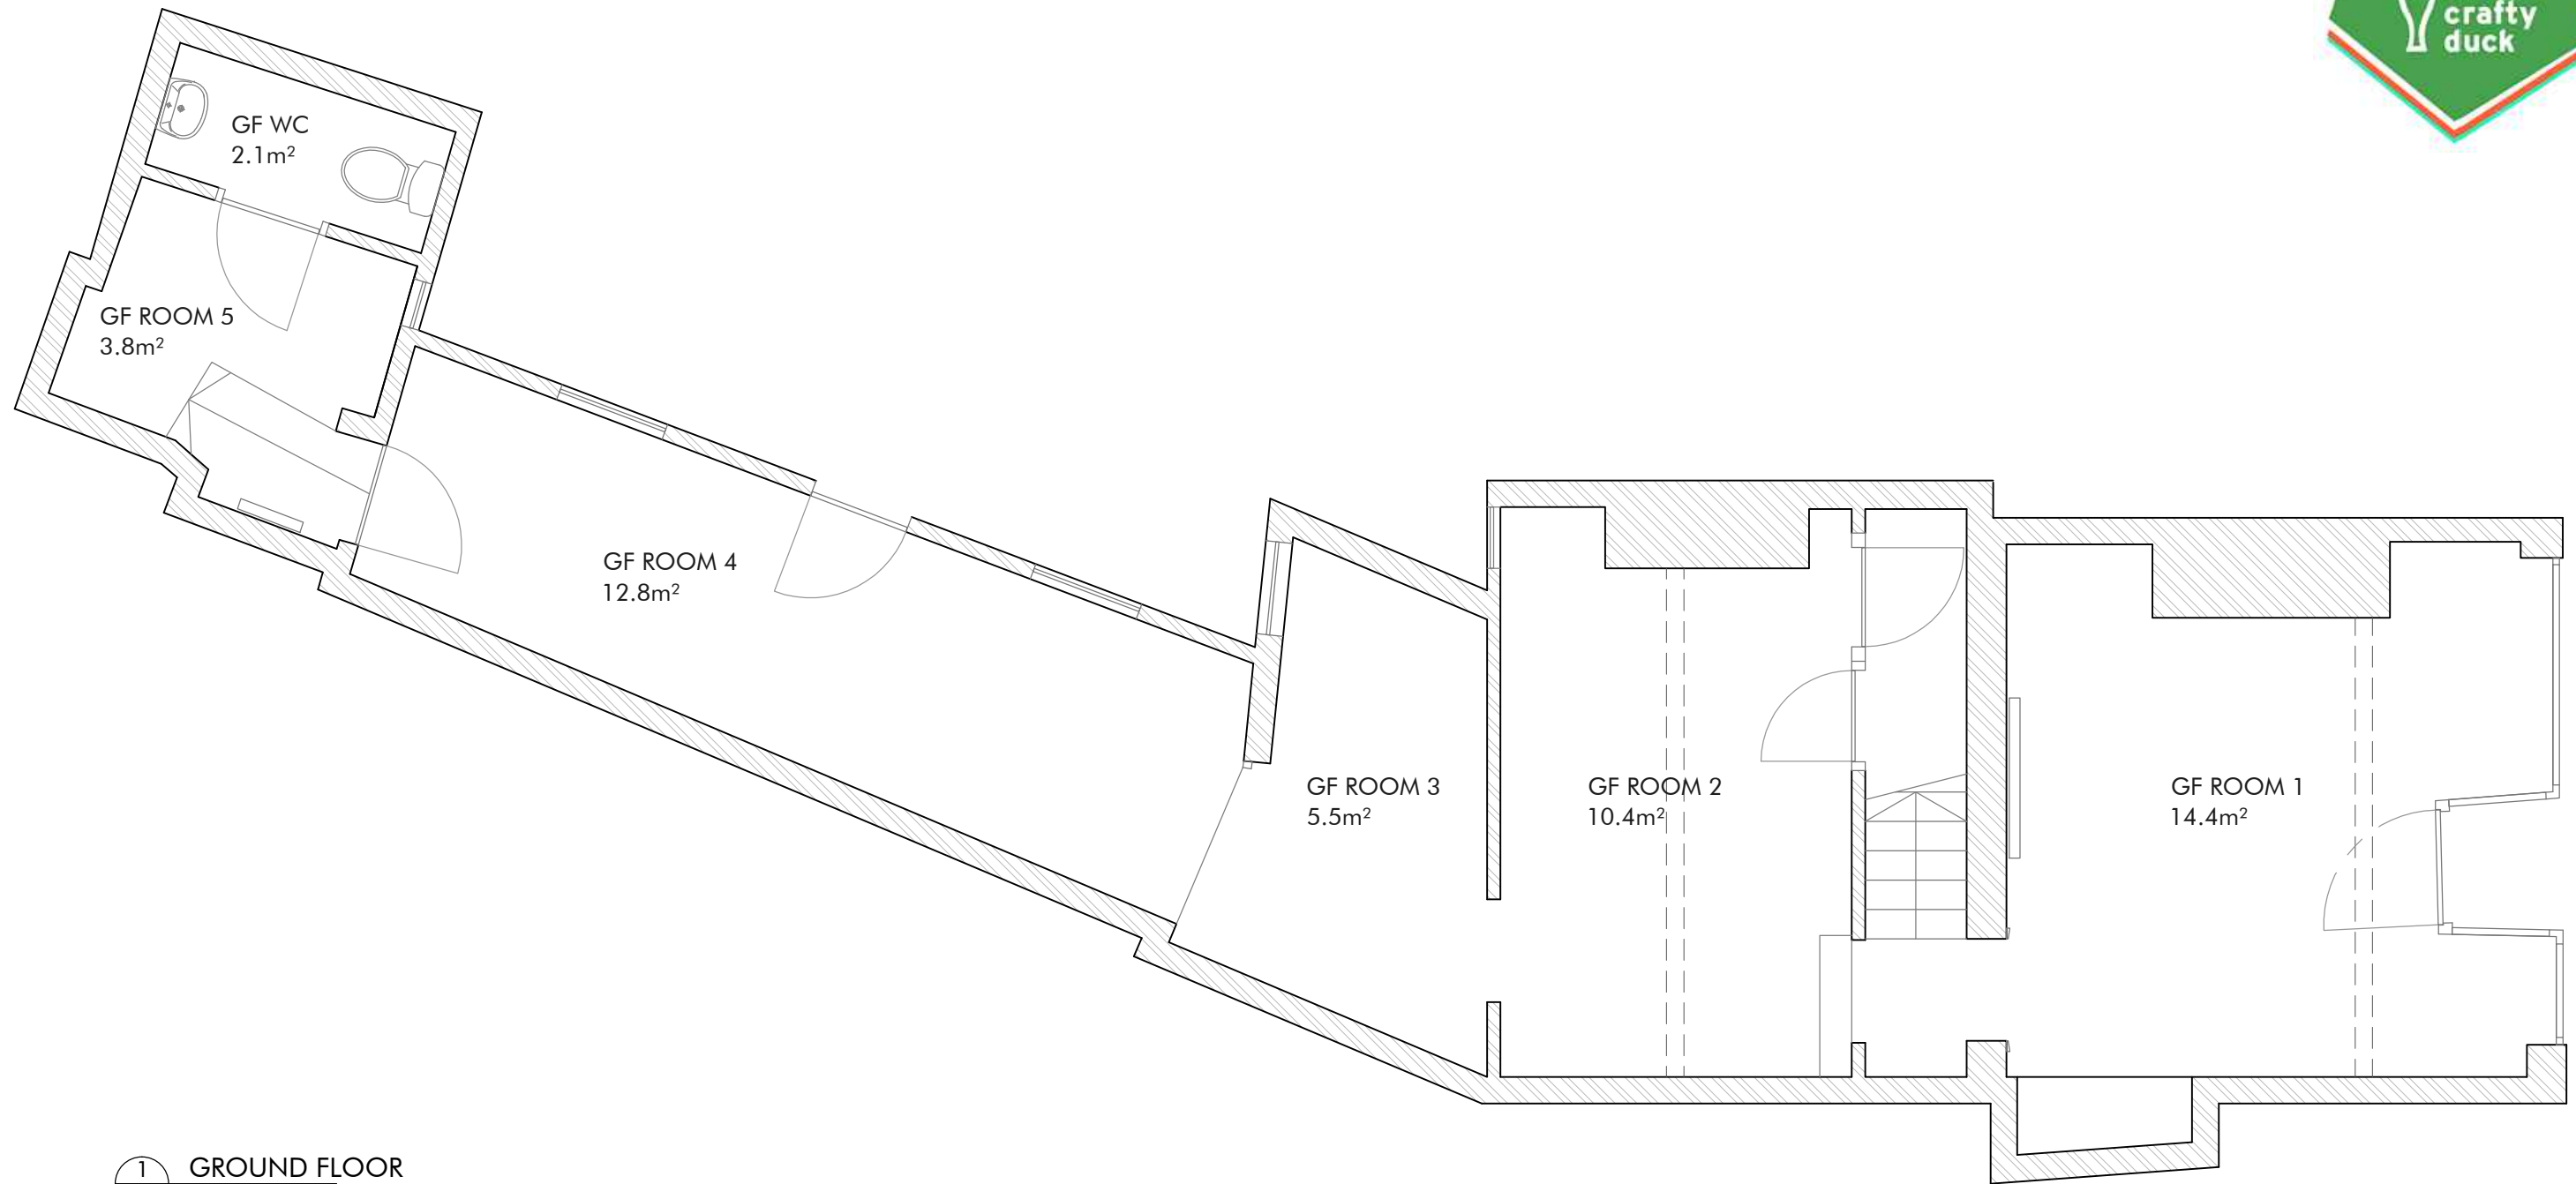 crafty
duck
GF WC
2.1m²
GF ROOM 5
3.8m²
GF ROOM 4
12.8m²
GF ROOM 3
5.5m²
GF ROOM 2
10.4m²
GF ROOM 1
14.4m²
1 GROUND FLOOR